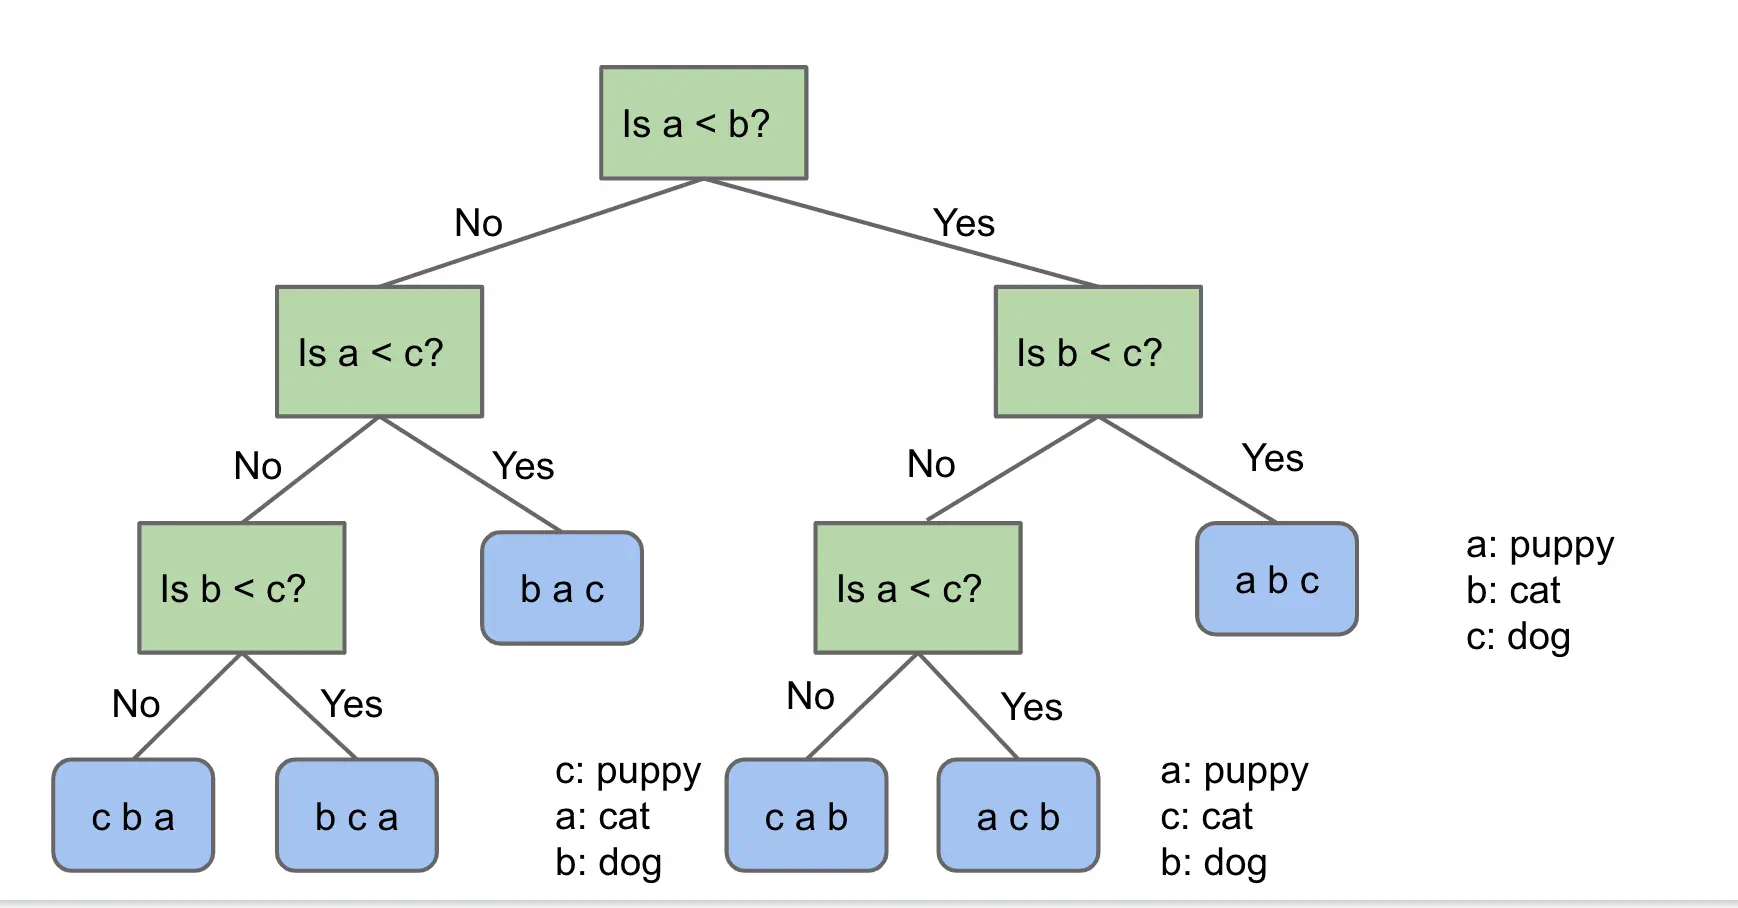 Is a < b?
No
Yes
Is a < c?
Is b < c?
No
Yes
No
Yes
Is b < c?
b a c
Is a < c?
a b c
a: puppy
b: cat
c: dog
No
Yes
No
Yes
c b a
b c a
c: puppy
a: cat
b: dog
c a b
a c b
a: puppy
c: cat
b: dog